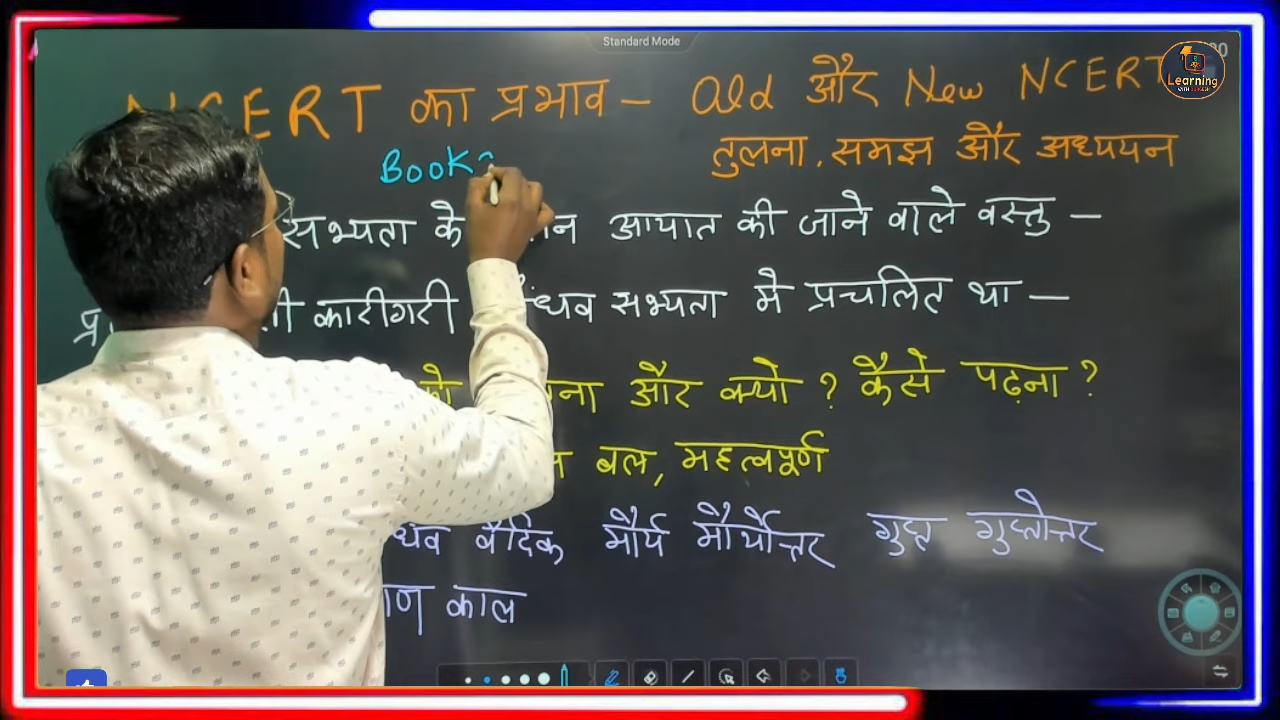 Standard Mode
Learning
NCERT का प्रभाव – Old और New NCERT
तुलना, समझ और अध्ययन
Book
सभ्यता के आयात की जाने वाले वस्तु –
कारीगरी सभ्यता मे प्रचलित था –
को और क्यो ? कैसे पढ़ना ?
बल, महत्वपूर्ण
वैदिक मौर्य मौर्योत्तर गुप्त गुप्तोत्तर
काल